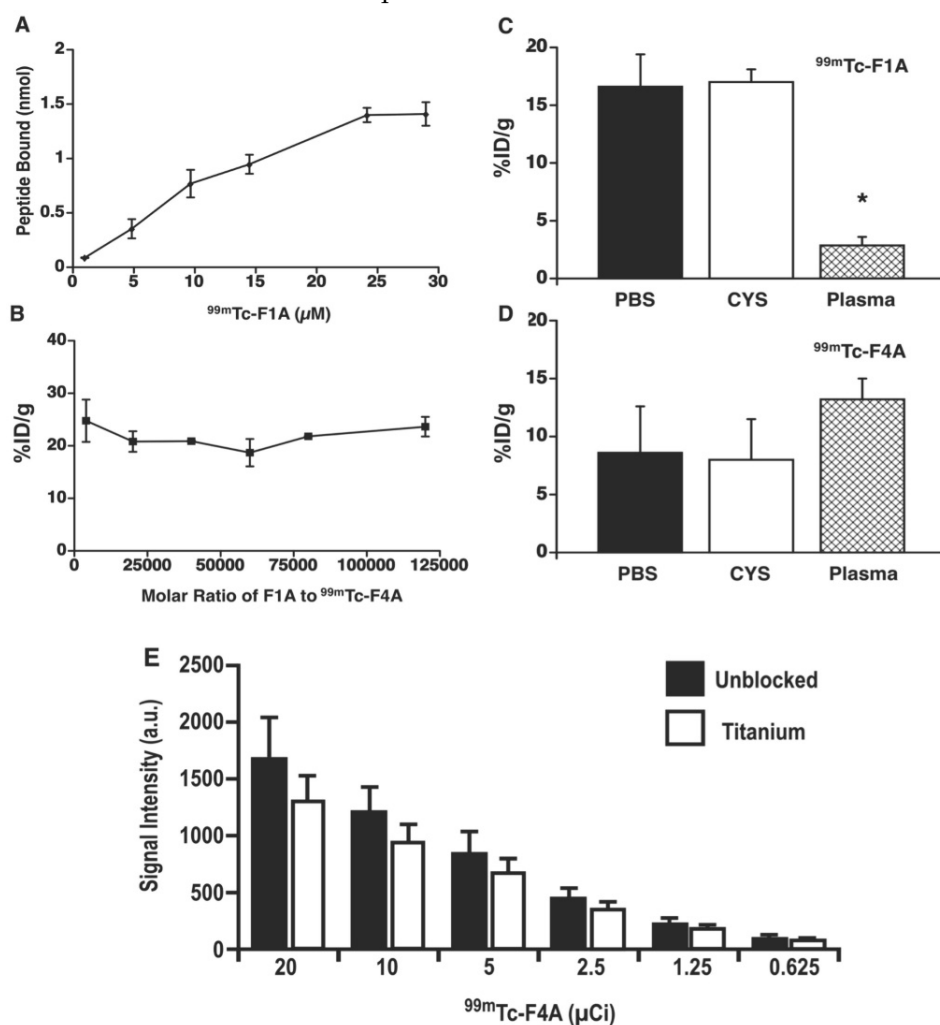 A
Peptide Bound (nmol)
2
1.5
1
0.5
0
0 5 10 15 20 25 30
99mTc-F1A (µM)
B
%ID/g
40
30
20
10
0
0 25000 50000 75000 100000 125000
Molar Ratio of F1A to 99mTc-F4A
C
99mTc-F1A
%ID/g
20
15
10
5
0
*
PBS CYS Plasma
D
99mTc-F4A
%ID/g
20
15
10
5
0
PBS CYS Plasma
E
Signal Intensity (a.u.)
2500
2000
1500
1000
500
0
Unblocked
Titanium
20 10 5 2.5 1.25 0.625
99mTc-F4A (µCi)